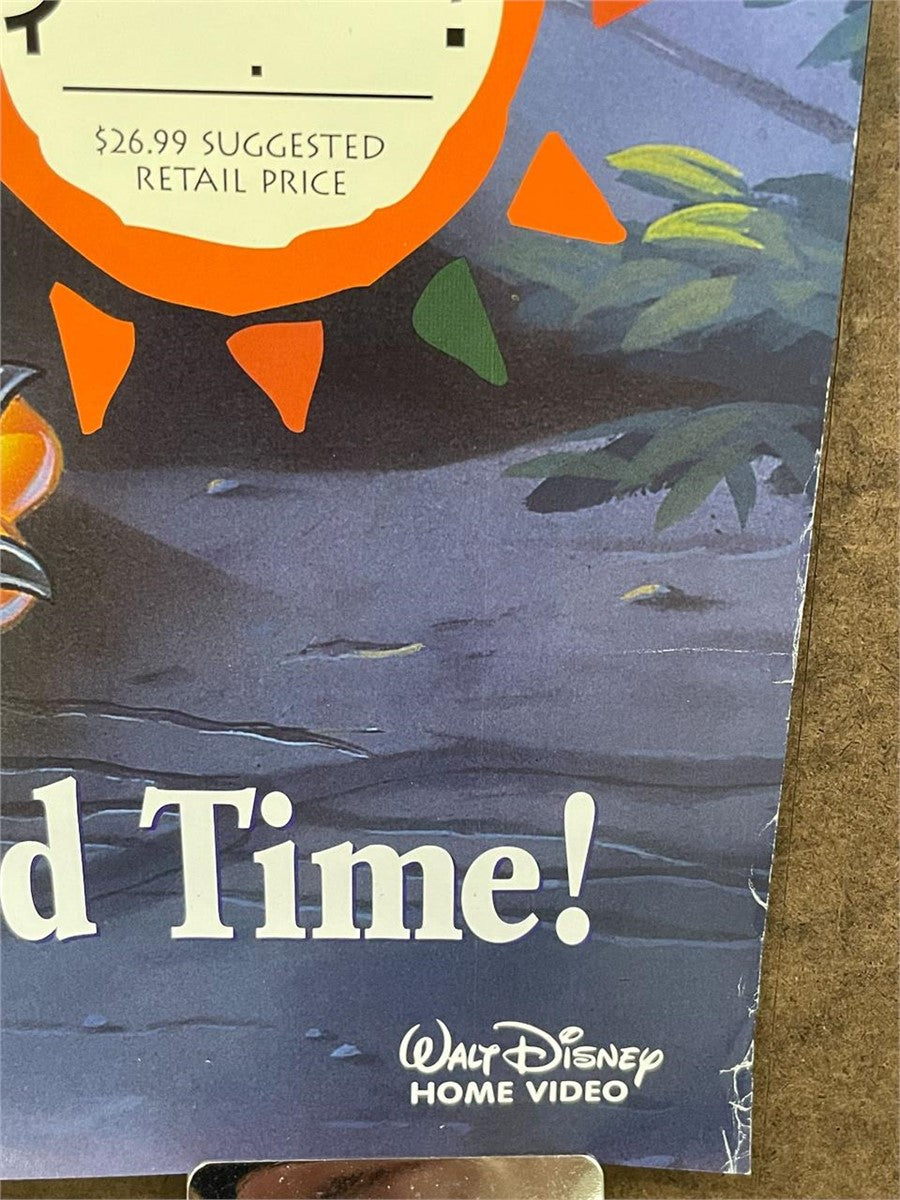 $26.99 SUGGESTED
RETAIL PRICE
d Time!
WALT DISNEY
HOME VIDEO